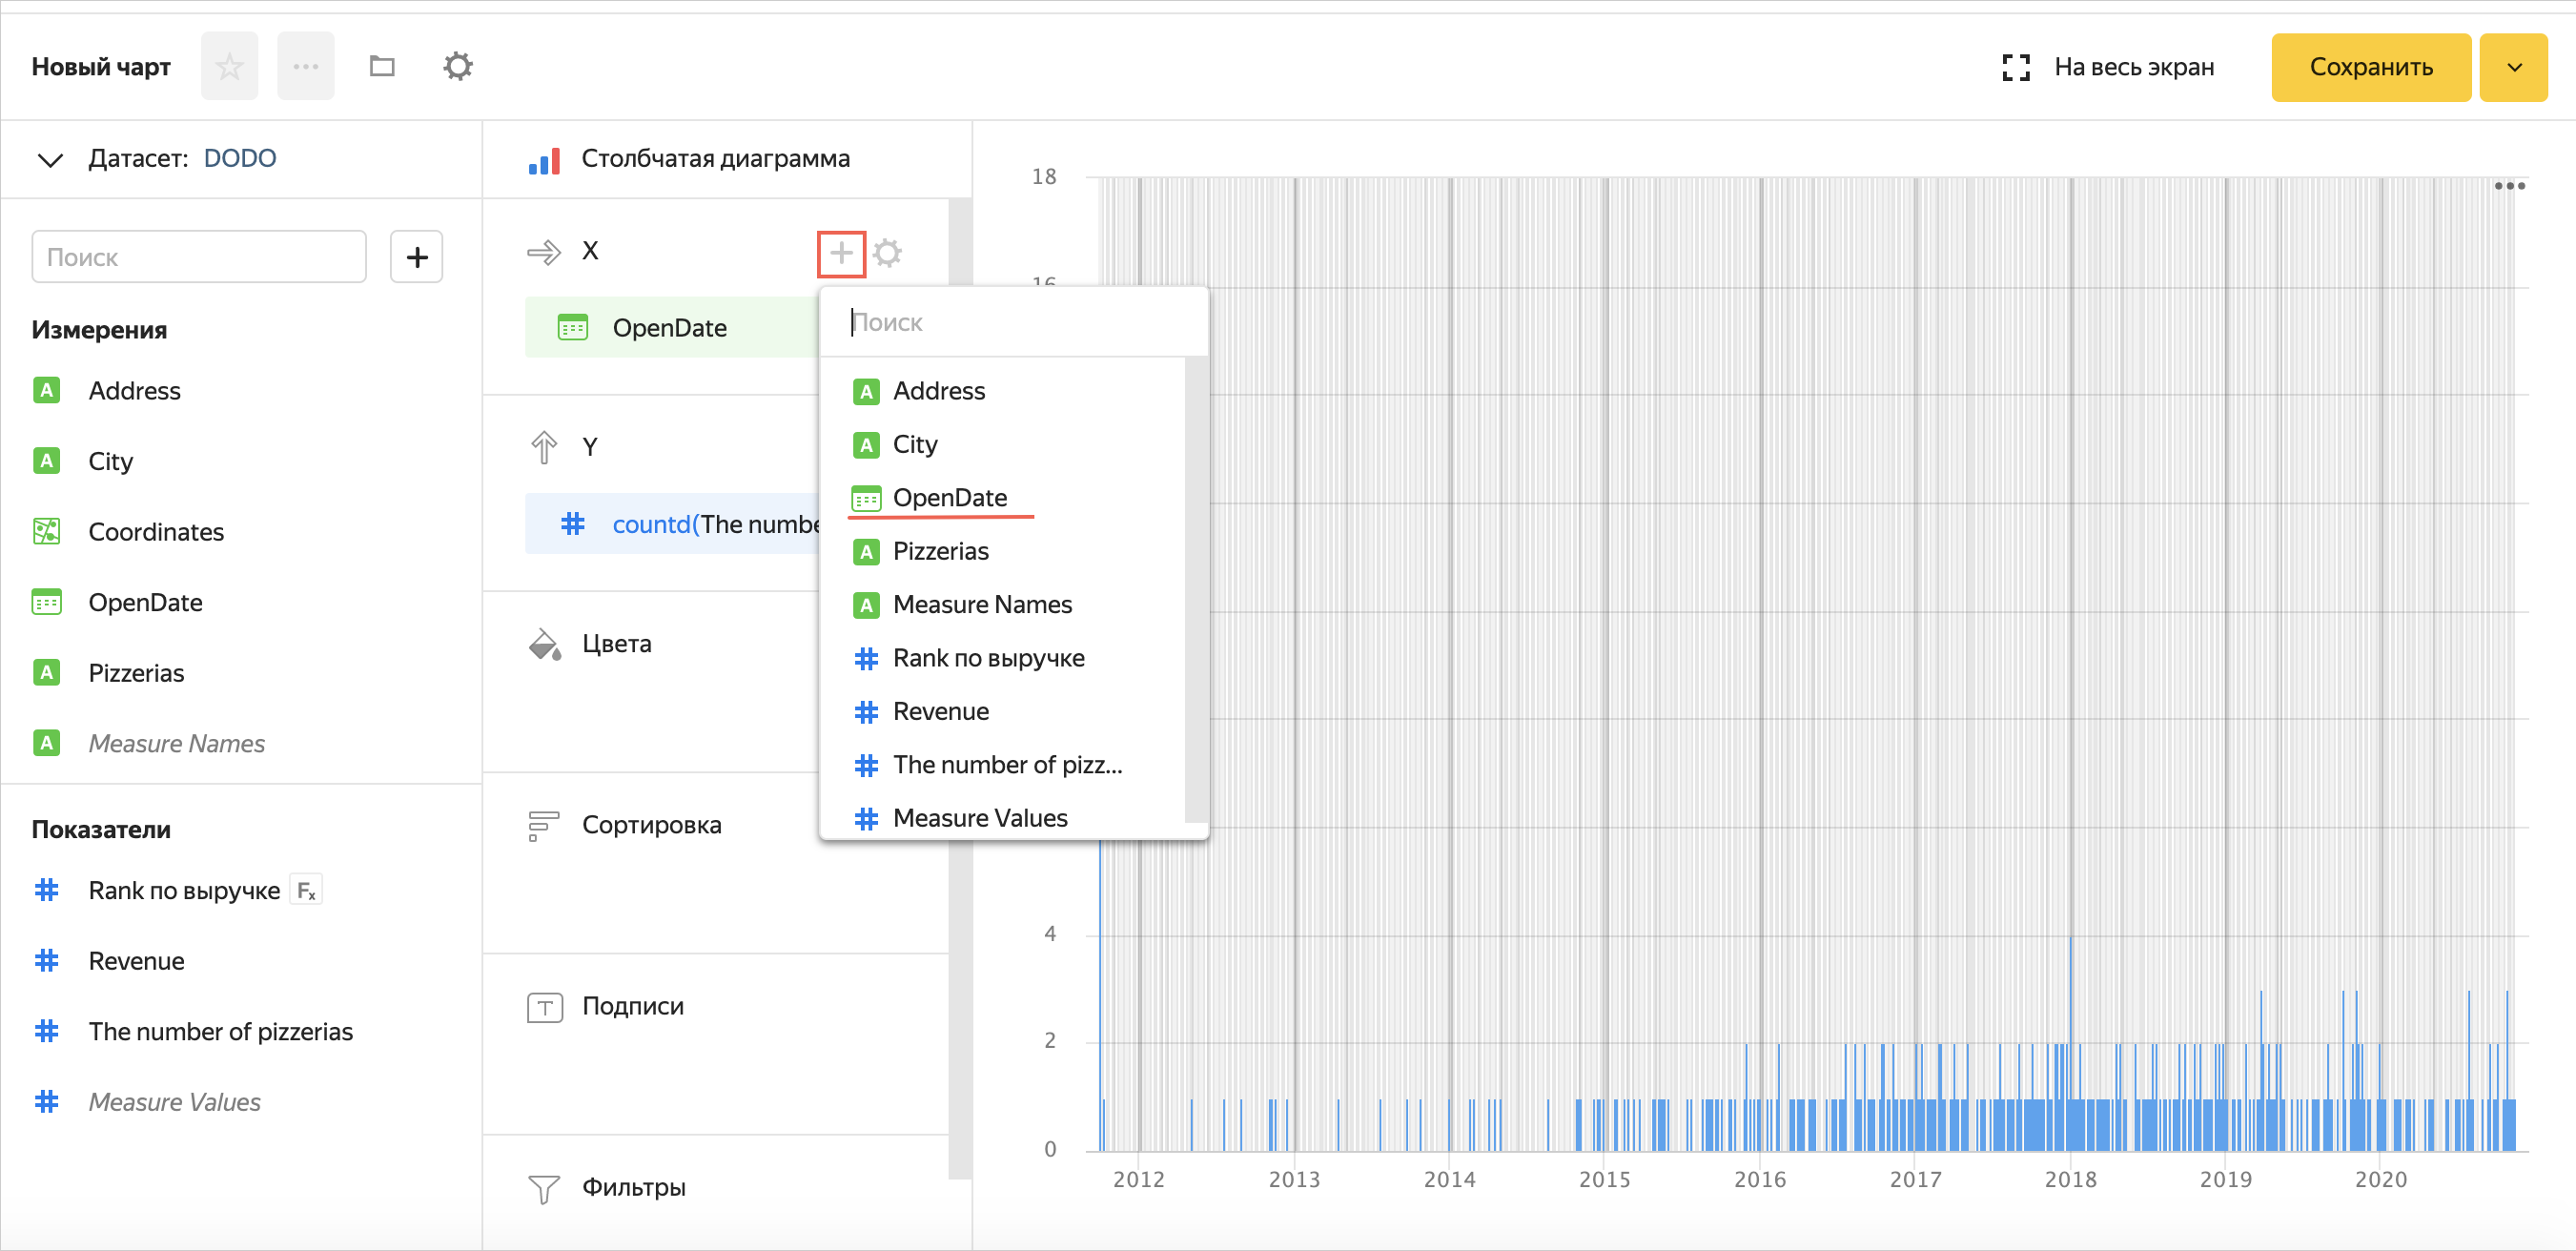 Новый чарт
На весь экран
Сохранить
Датасет: DODO
Поиск
Измерения
A Address
A City
Coordinates
OpenDate
A Pizzerias
A Measure Names
Показатели
# Rank по выручке Fx
# Revenue
# The number of pizzerias
# Measure Values
Столбчатая диаграмма
X
OpenDate
Y
# countd(The numbe
Цвета
Сортировка
T Подписи
Фильтры
Поиск
A Address
A City
OpenDate
A Pizzerias
A Measure Names
# Rank по выручке
# Revenue
# The number of pizz...
# Measure Values
18
16
4
2
0
2012 2013 2014 2015 2016 2017 2018 2019 2020